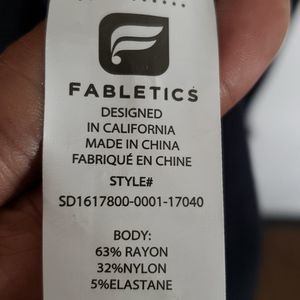 FABLETICS
DESIGNED
IN CALIFORNIA
MADE IN CHINA
FABRIQUÉ EN CHINE
STYLE#
SD1617800-0001-17040
BODY:
63% RAYON
32%NYLON
5%ELASTANE